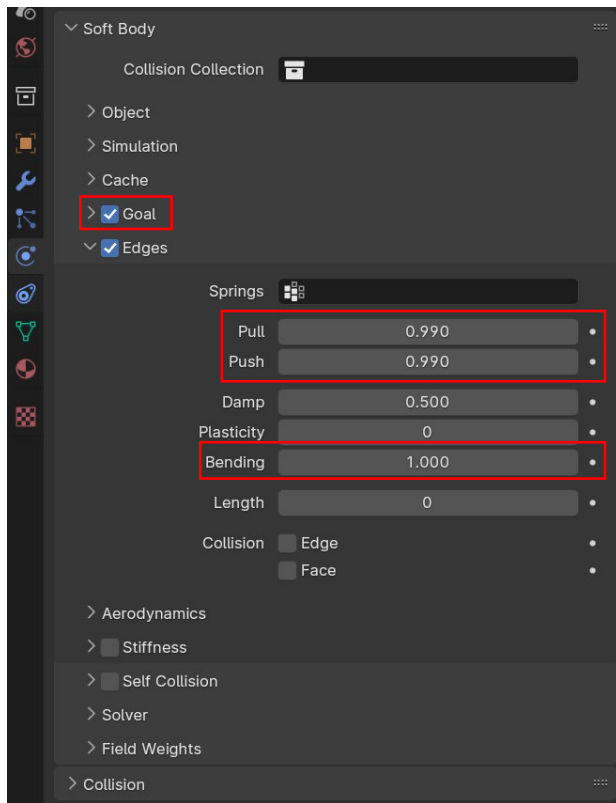 Soft Body
Collision Collection
Object
Simulation
Cache
Goal
Edges
Springs
Pull 0.990
Push 0.990
Damp 0.500
Plasticity 0
Bending 1.000
Length 0
Collision Edge
Face
Aerodynamics
Stiffness
Self Collision
Solver
Field Weights
Collision